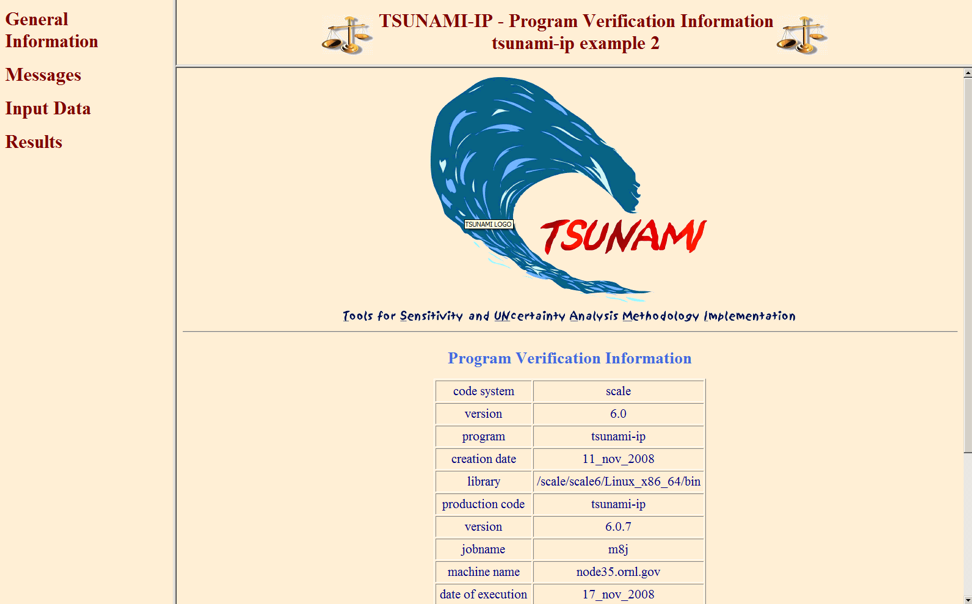 General
Information
Messages
Input Data
Results
TSUNAMI-IP - Program Verification Information
tsunami-ip example 2
TSUNAMI LOGO
TSUNAMI
Tools for Sensitivity and UNcertainty Analysis Methodology Implementation
Program Verification Information
code system scale
version 6.0
program tsunami-ip
creation date 11_nov_2008
library /scale/scale6/Linux_x86_64/bin
production code tsunami-ip
version 6.0.7
jobname m8j
machine name node35.ornl.gov
date of execution 17_nov_2008